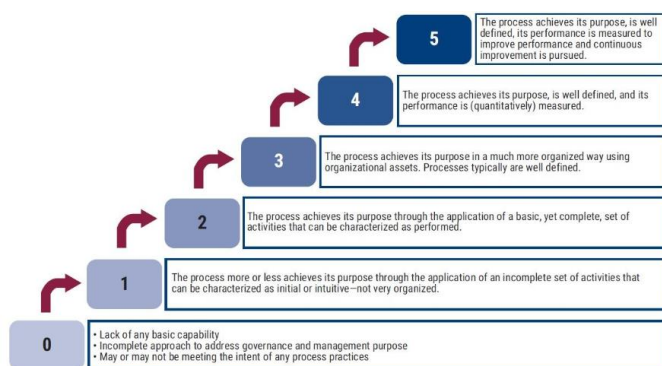 5
The process achieves its purpose, is well
defined, its performance is measured to
improve performance and continuous
improvement is pursued.
4
The process achieves its purpose, is well defined, and its
performance is (quantitatively) measured.
3
The process achieves its purpose in a much more organized way using
organizational assets. Processes typically are well defined.
2
The process achieves its purpose through the application of a basic, yet complete, set of
activities that can be characterized as performed.
1
The process more or less achieves its purpose through the application of an incomplete set of activities that
can be characterized as initial or intuitive—not very organized.
0
• Lack of any basic capability
• Incomplete approach to address governance and management purpose
• May or may not be meeting the intent of any process practices